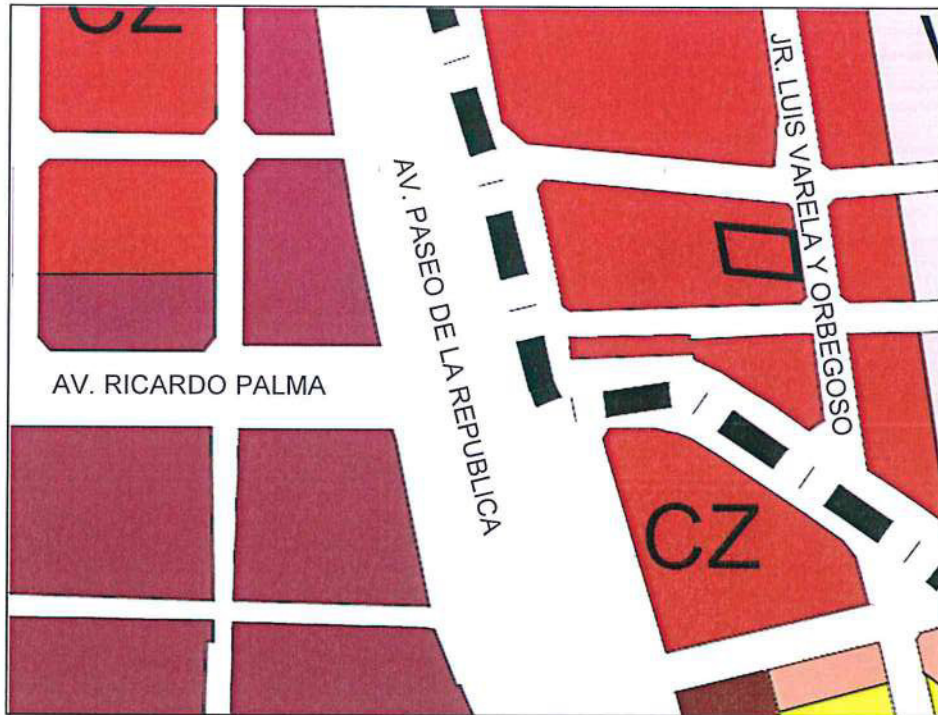 CZ
JR. LUIS VARELA Y ORBEGOSO
AV. PASEO DE LA REPUBLICA
AV. RICARDO PALMA
CZ